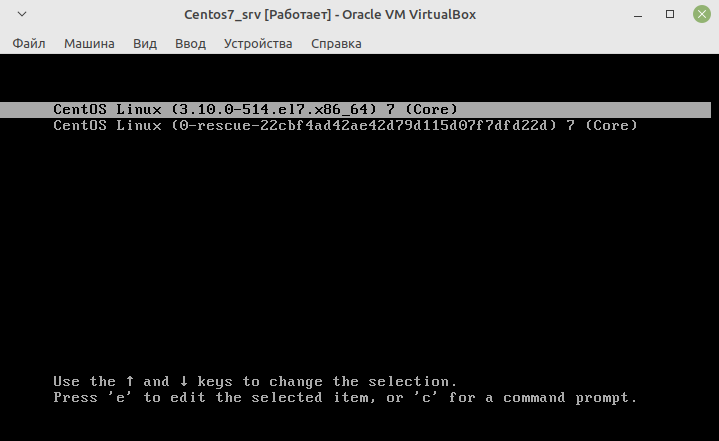 Centos7_srv [Работает] - Oracle VM VirtualBox
Файл Машина Вид Ввод Устройства Справка
CentOS Linux (3.10.0-514.el7.x86_64) 7 (Core)
CentOS Linux (0-rescue-22cbf4ad42ae42d79d115d07f7dfd22d) 7 (Core)
Use the ↑ and ↓ keys to change the selection.
Press 'e' to edit the selected item, or 'c' for a command prompt.